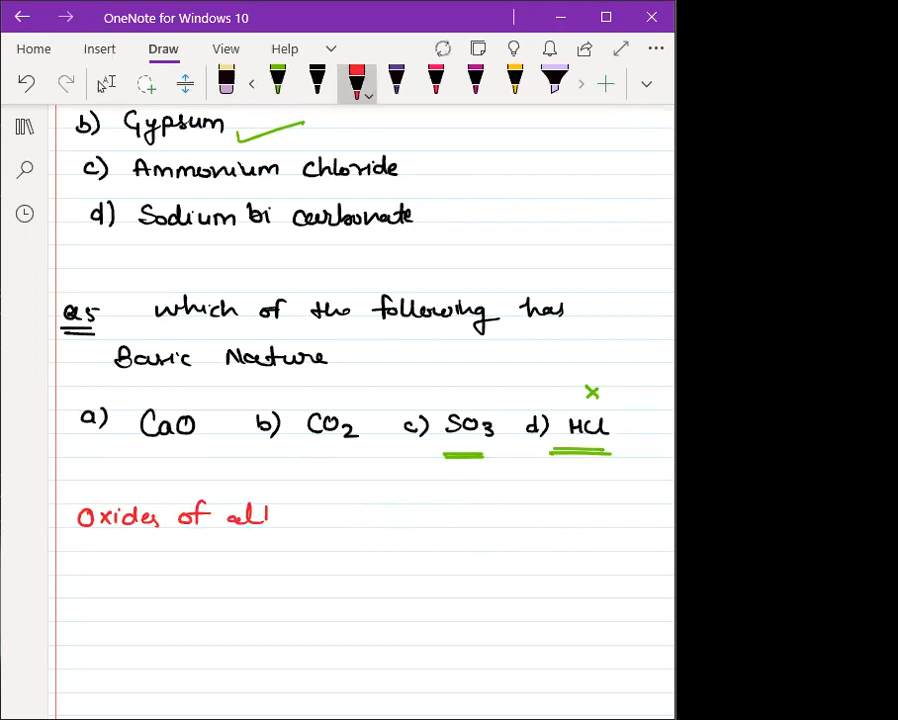 OneNote for Windows 10
Home Insert Draw View Help
b) Gypsum
c) Ammonium Chloride
d) Sodium bi carbonate
Q5 which of the following has
Basic Nature
a) CaO b) CO2 c) SO3 d) HCl
Oxides of all